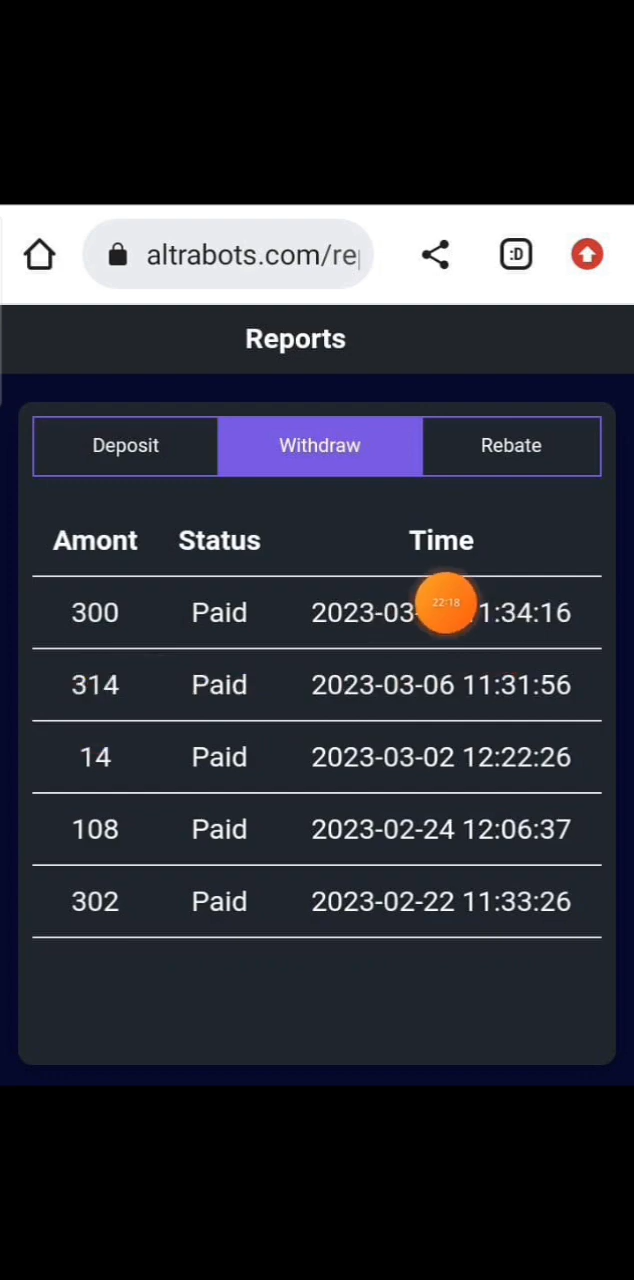 altrabots.com/re
:D
Reports
Deposit Withdraw Rebate
Amont Status Time
300 Paid 2023-03- 1:34:16
22:18
314 Paid 2023-03-06 11:31:56
14 Paid 2023-03-02 12:22:26
108 Paid 2023-02-24 12:06:37
302 Paid 2023-02-22 11:33:26